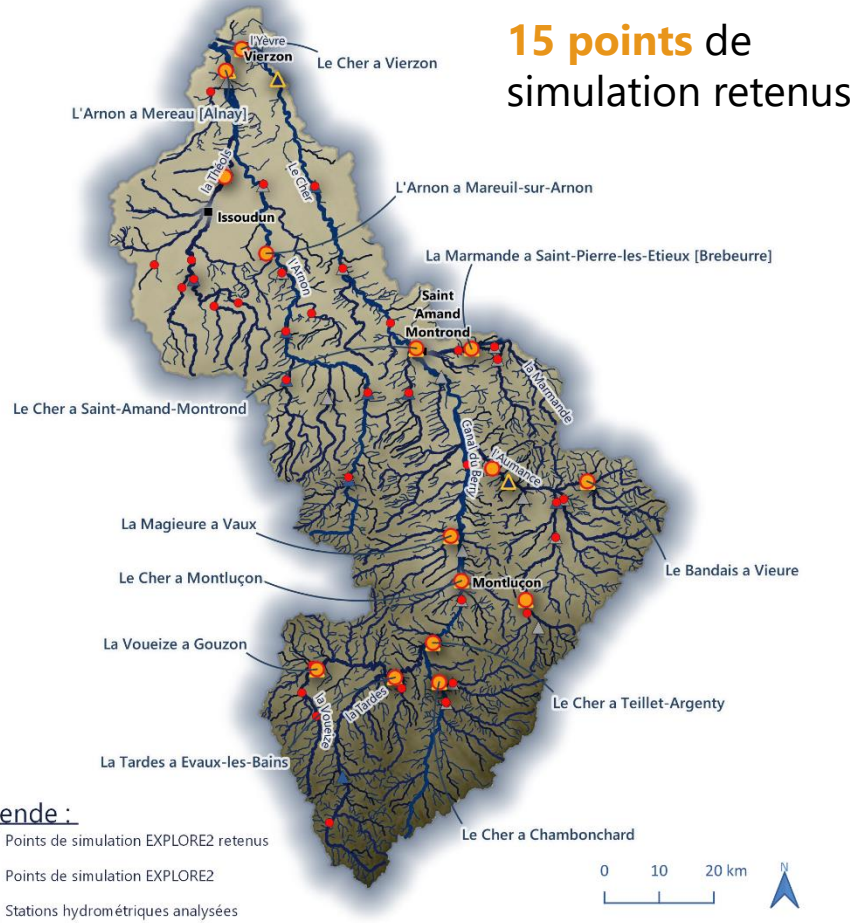 15 points de
simulation retenus
l'Yèvre
Vierzon
Le Cher a Vierzon
L'Arnon a Mereau [Alnay]
la Théols
Le Cher
L'Arnon a Mareuil-sur-Arnon
Issoudun
l'Arnon
La Marmande a Saint-Pierre-les-Etieux [Brebeurre]
Saint
Amand
Montrond
la Marmande
Le Cher a Saint-Amand-Montrond
Canal du Berry
l'Aumance
La Magieure a Vaux
Le Bandais a Vieure
Le Cher a Montluçon
Montluçon
La Voueize a Gouzon
la Voueize
la Tardes
Le Cher a Teillet-Argenty
La Tardes a Evaux-les-Bains
Le Cher a Chambonchard
ende :
Points de simulation EXPLORE2 retenus
Points de simulation EXPLORE2
Stations hydrométriques analysées
0 10 20 km
N